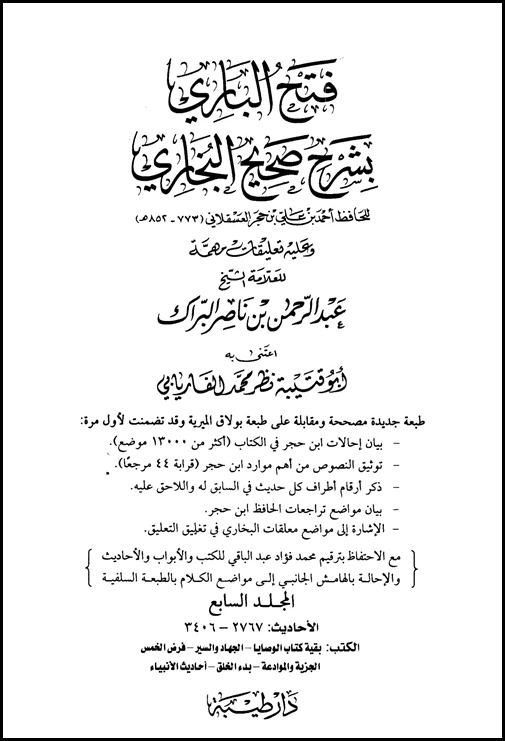 فتح الباري
بشرح صحيح البخاري
للحافظ أحمد بن علي بن حجر العسقلاني (٧٧٣ - ٨٥٢ هـ)
وعليه تعليقات مهمة
للعلامة الشيخ
عبد الرحمن بن ناصر البراك
اعتنى به
أبو قتيبة نظر محمد الفاريابي
طبعة جديدة مصححة ومقابلة على طبعة بولاق الميرية وقد تضمنت لأول مرة:
- بيان إحالات ابن حجر في الكتاب (أكثر من ١٣٠٠٠ موضع).
- توثيق النصوص من أهم موارد ابن حجر (قرابة ٤٤ مرجعًا).
- ذكر أرقام أطراف كل حديث في السابق له واللاحق عليه.
- بيان مواضع تراجعات الحافظ ابن حجر.
- الإشارة إلى مواضع معلقات البخاري في تغليق التعليق.
مع الاحتفاظ بترقيم محمد فؤاد عبد الباقي للكتب والأبواب والأحاديث
والإحالة بالهامش الجانبي إلى مواضع الكلام بالطبعة السلفية
المجلد السابع
الأحاديث: ٢٧٦٧ - ٣٤٠٦
الكتب: بقية كتاب الوصايا - الجهاد والسير - فرض الخمس
الجزية والموادعة - بدء الخلق - أحاديث الأنبياء
دار طيبة